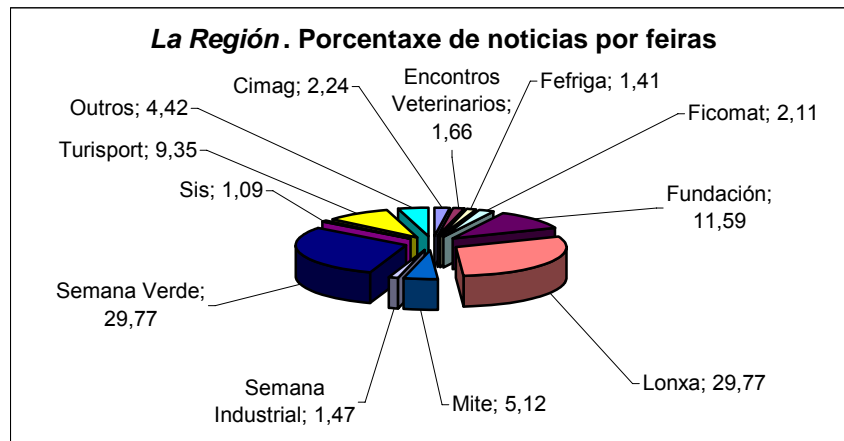 La Región. Porcentaxe de noticias por feiras
Cimag; 2,24
Encontros
Veterinarios;
1,66
Fefriga; 1,41
Ficomat; 2,11
Fundación;
11,59
Lonxa; 29,77
Mite; 5,12
Semana
Industrial; 1,47
Semana Verde;
29,77
Sis; 1,09
Turisport; 9,35
Outros; 4,42